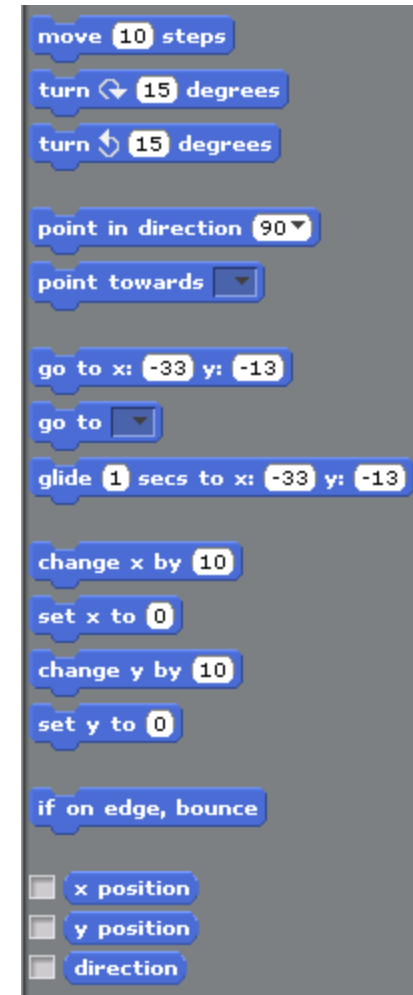 move 10 steps
turn 15 degrees
turn 15 degrees
point in direction 90
point towards
go to x: -33 y: -13
go to
glide 1 secs to x: -33 y: -13
change x by 10
set x to 0
change y by 10
set y to 0
if on edge, bounce
x position
y position
direction